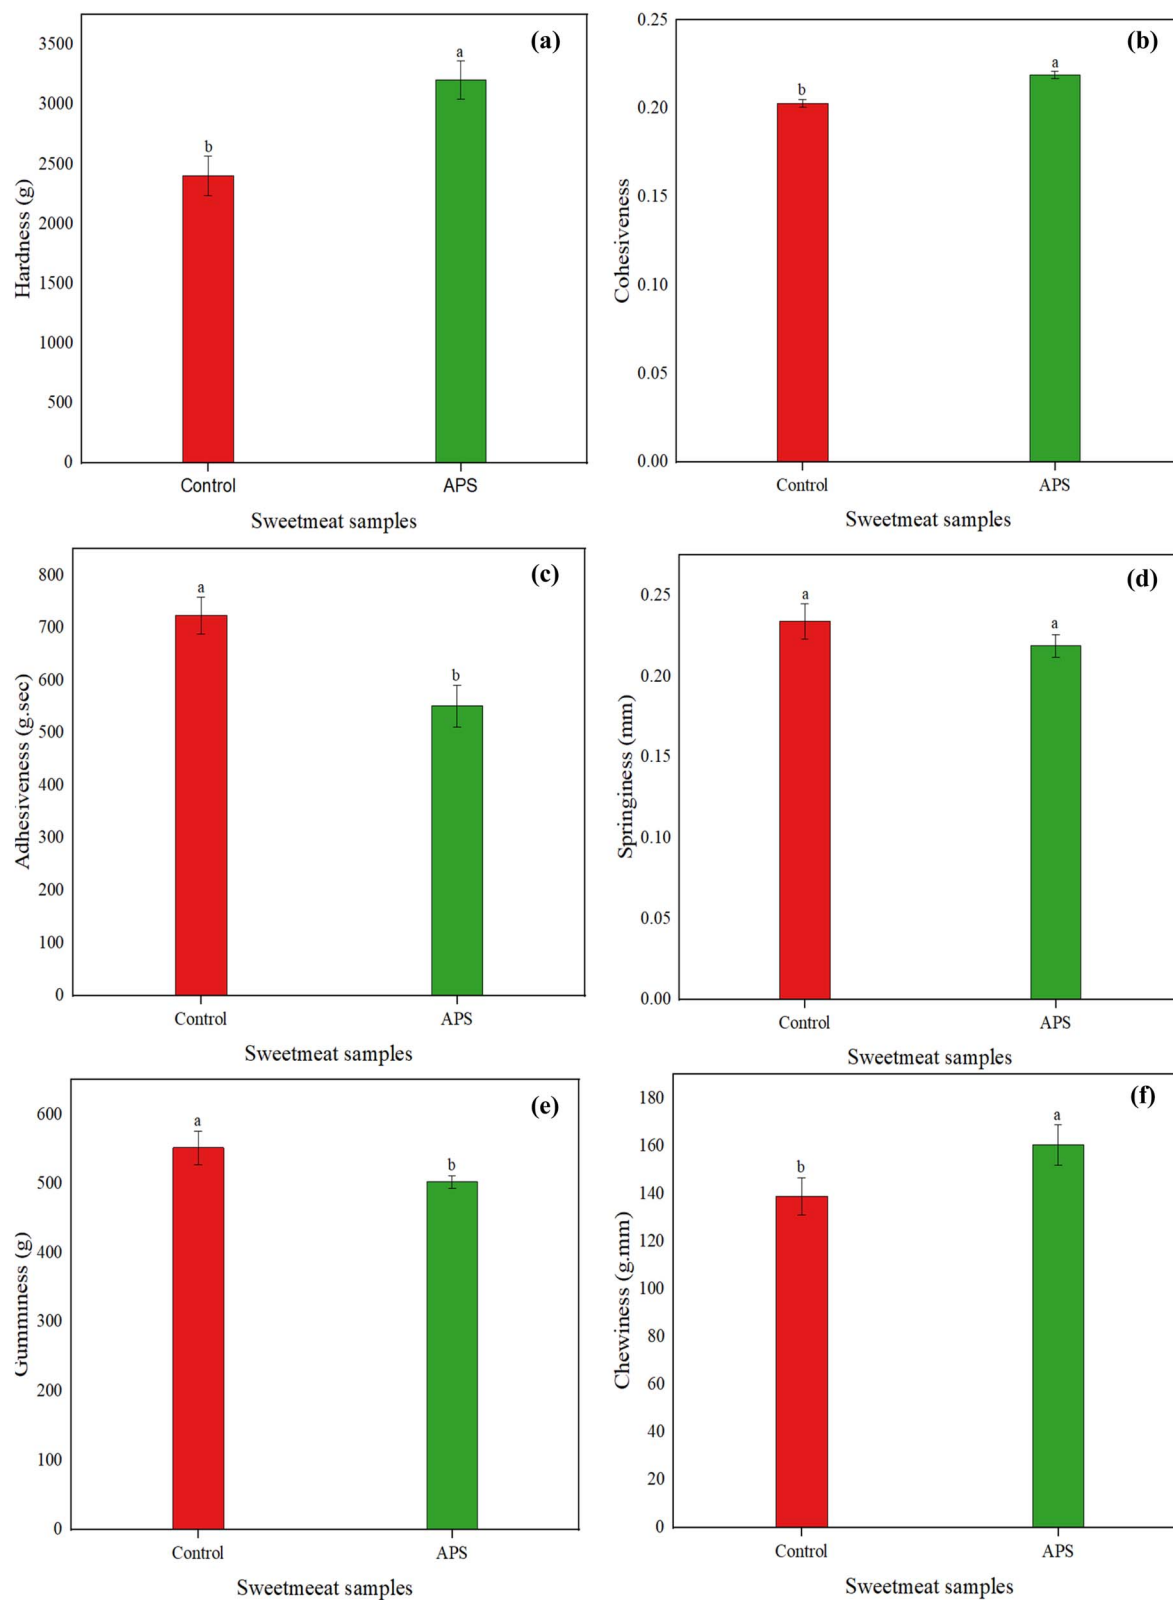 (a)
3500
3000
2500
2000
1500
1000
500
0
Hardness (g)
b
a
Control
APS
Sweetmeat samples
(b)
0.25
0.20
0.15
0.10
0.05
0.00
Cohesiveness
b
a
Control
APS
Sweetmeat samples
(c)
800
700
600
500
400
300
200
100
0
Adhesiveness (g.sec)
a
b
Control
APS
Sweetmeat samples
(d)
0.25
0.20
0.15
0.10
0.05
0.00
Springiness (mm)
a
a
Control
APS
Sweetmeat samples
(e)
600
500
400
300
200
100
0
Gumminess (g)
a
b
Control
APS
Sweetmeeat samples
(f)
180
160
140
120
100
80
60
40
20
0
Chewiness (g.mm)
b
a
Control
APS
Sweetmeat samples